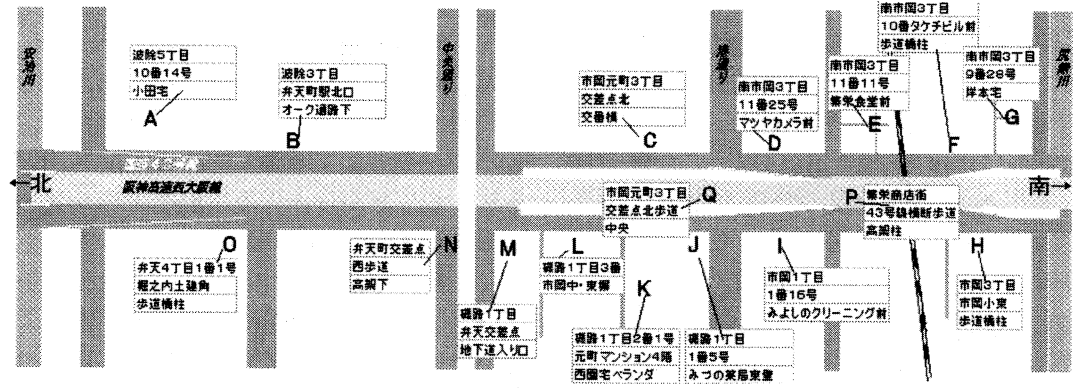 安治川
波除5丁目
10番14号
小田宅
A
波除3丁目
弁天町駅北口
オーク通路下
B
中央通り
市岡元町3丁目
交差点北
交番横
C
南市岡3丁目
11番25号
マツヤカメラ前
D
南市岡3丁目
11番11号
繁栄食堂前
E
南市岡3丁目
10番タケチビル前
歩道橋柱
F
南市岡3丁目
9番28号
岸本宅
G
尻無川
←北
阪神高速西大阪線
南→
市岡元町3丁目
交差点北歩道
中央
Q
P
繁栄商店街
43号線横断歩道
高架柱
O
弁天4丁目1番1号
堀之内土建角
歩道橋柱
弁天町交差点
西歩道
高架下
N
M
磯路1丁目
弁天交差点
地下道入り口
L
磯路1丁目3番
市岡中・東塀
K
磯路1丁目2番1号
元町マンション4階
西園宅ベランダ
J
磯路1丁目
1番5号
みづの薬局東壁
I
市岡1丁目
1番16号
みよしのクリーニング前
H
市岡3丁目
市岡小東
歩道橋柱